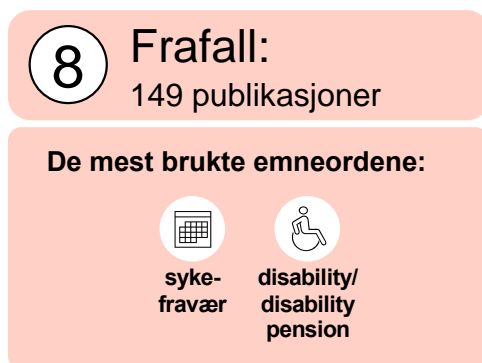 8
Frafall:
149 publikasjoner
De mest brukte emneordene:
syke-
fravær
disability/
disability
pension